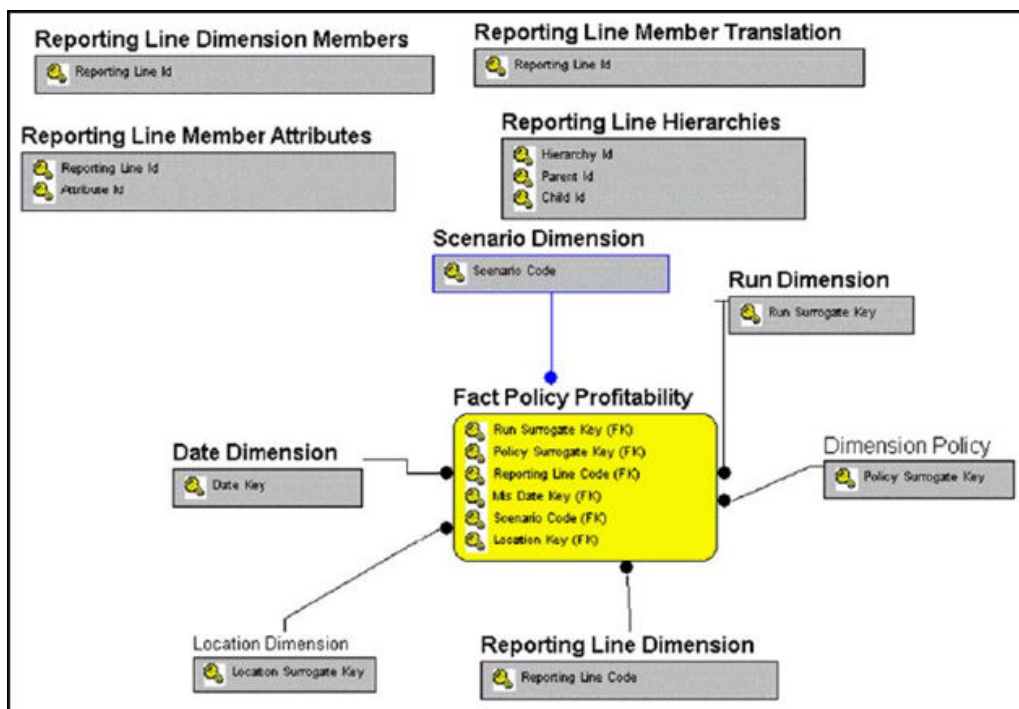 Reporting Line Dimension Members
Reporting Line Id
Reporting Line Member Translation
Reporting Line Id
Reporting Line Member Attributes
Reporting Line Id
Attribute Id
Reporting Line Hierarchies
Hierarchy Id
Parent Id
Child Id
Scenario Dimension
Scenario Code
Run Dimension
Run Surrogate Key
Fact Policy Profitability
Run Surrogate Key (FK)
Policy Surrogate Key (FK)
Reporting Line Code (FK)
Mis Date Key (FK)
Scenario Code (FK)
Location Key (FK)
Date Dimension
Date Key
Dimension Policy
Policy Surrogate Key
Location Dimension
Location Surrogate Key
Reporting Line Dimension
Reporting Line Code